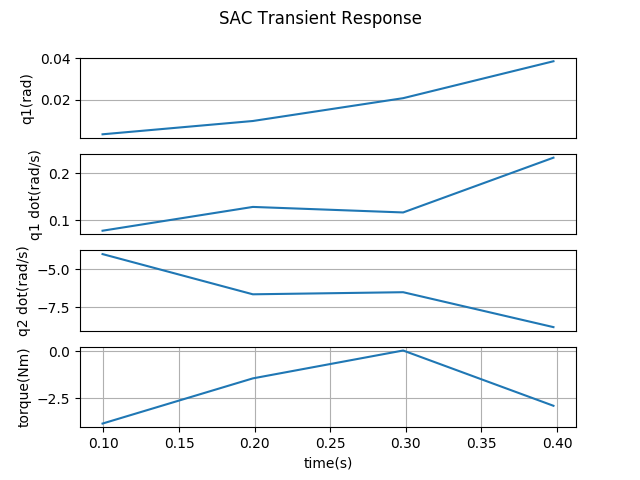 SAC Transient Response
0.04
0.02
q1(rad)
0.2
0.1
q1 dot(rad/s)
−5.0
−7.5
q2 dot(rad/s)
0.0
−2.5
torque(Nm)
0.10 0.15 0.20 0.25 0.30 0.35 0.40
time(s)